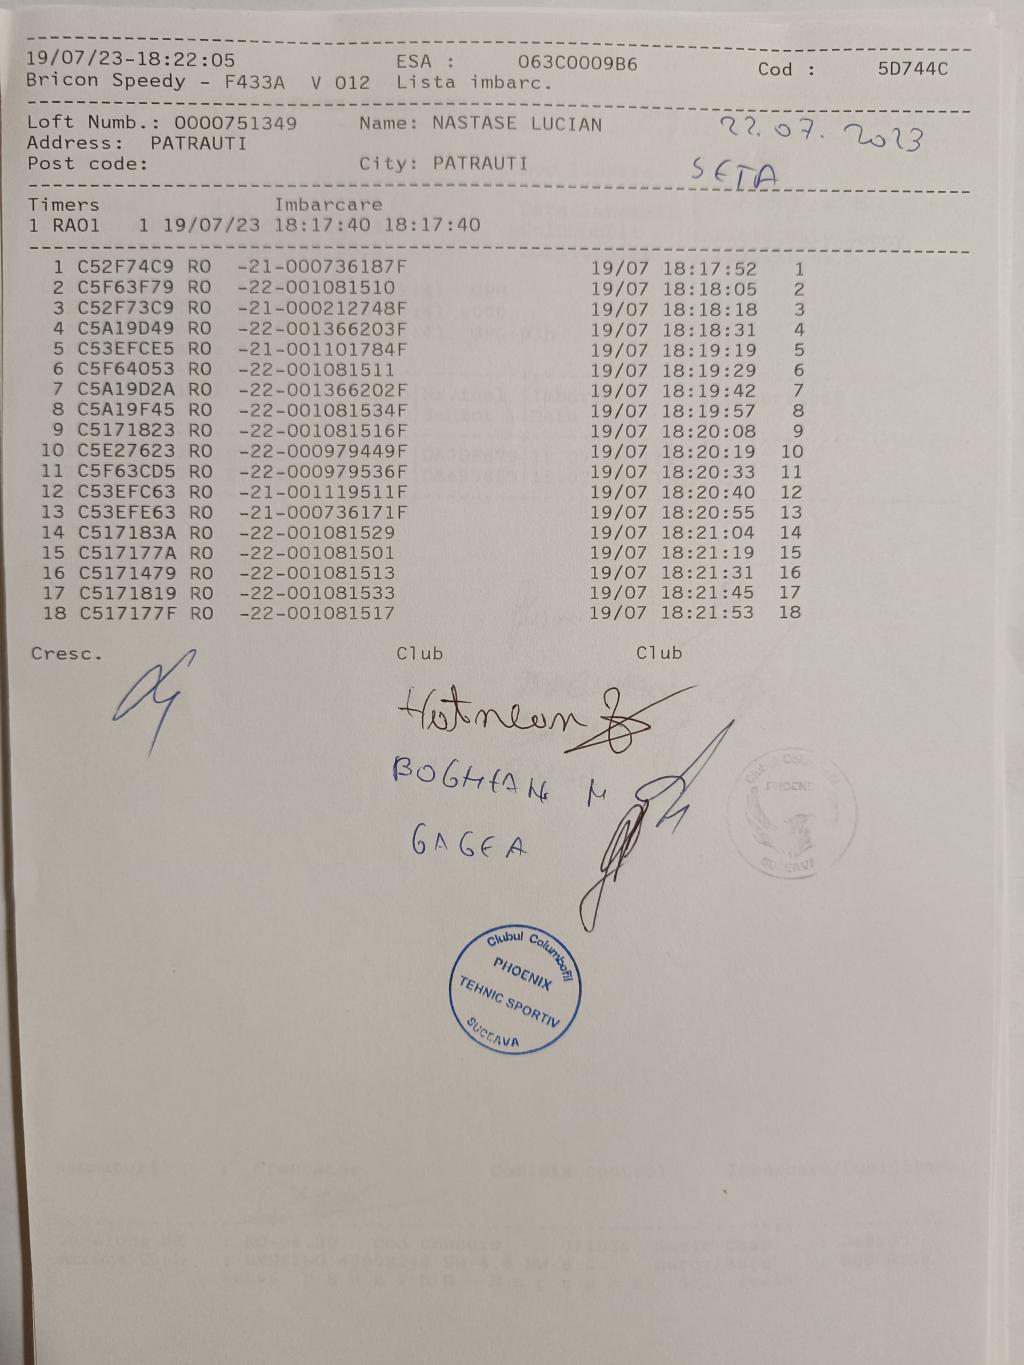 19/07/23-18:22:05 ESA : 063C0009B6 Cod : 5D744C
Bricon Speedy - F433A V 012 Lista imbarc.
Loft Numb.: 0000751349 Name: NASTASE LUCIAN 22.07.2023
Address: PATRAUTI
Post code: City: PATRAUTI SETA
Timers Imbarcare
1 RA01 1 19/07/23 18:17:40 18:17:40
1 C52F74C9 RO -21-000736187F 19/07 18:17:52 1
2 C5F63F79 RO -22-001081510 19/07 18:18:05 2
3 C52F73C9 RO -21-000212748F 19/07 18:18:18 3
4 C5A19D49 RO -22-001366203F 19/07 18:18:31 4
5 C53EFCE5 RO -21-001101784F 19/07 18:19:19 5
6 C5F64053 RO -22-001081511 19/07 18:19:29 6
7 C5A19D2A RO -22-001366202F 19/07 18:19:42 7
8 C5A19F45 RO -22-001081534F 19/07 18:19:57 8
9 C5171823 RO -22-001081516F 19/07 18:20:08 9
10 C5E27623 RO -22-000979449F 19/07 18:20:19 10
11 C5F63CD5 RO -22-000979536F 19/07 18:20:33 11
12 C53EFC63 RO -21-001119511F 19/07 18:20:40 12
13 C53EFE63 RO -21-000736171F 19/07 18:20:55 13
14 C517183A RO -22-001081529 19/07 18:21:04 14
15 C517177A RO -22-001081501 19/07 18:21:19 15
16 C5171479 RO -22-001081513 19/07 18:21:31 16
17 C5171819 RO -22-001081533 19/07 18:21:45 17
18 C517177F RO -22-001081517 19/07 18:21:53 18
Cresc. Club Club
BOGHEAN M
GAGEA
Clubul Columbofil
PHOENIX
SUCEAVA
Clubul Columbofil
PHOENIX
TEHNIC SPORTIV
SUCEAVA